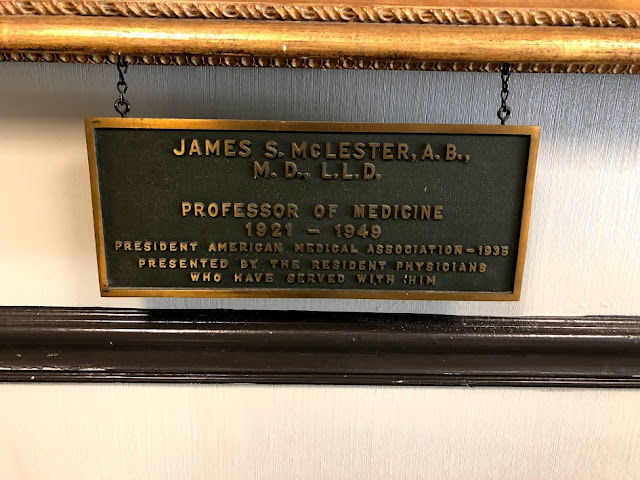 JAMES S. MCLESTER, A.B.,
M.D., L.L.D.
PROFESSOR OF MEDICINE
1921 - 1949
PRESIDENT AMERICAN MEDICAL ASSOCIATION-1935
PRESENTED BY THE RESIDENT PHYSICIANS
WHO HAVE SERVED WITH HIM